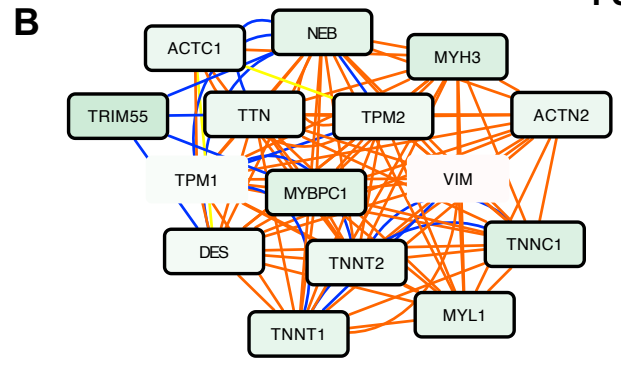 B
NEB
ACTC1
MYH3
TRIM55
TTN
TPM2
ACTN2
TPM1
MYBPC1
VIM
DES
TNNT2
TNNC1
TNNT1
MYL1